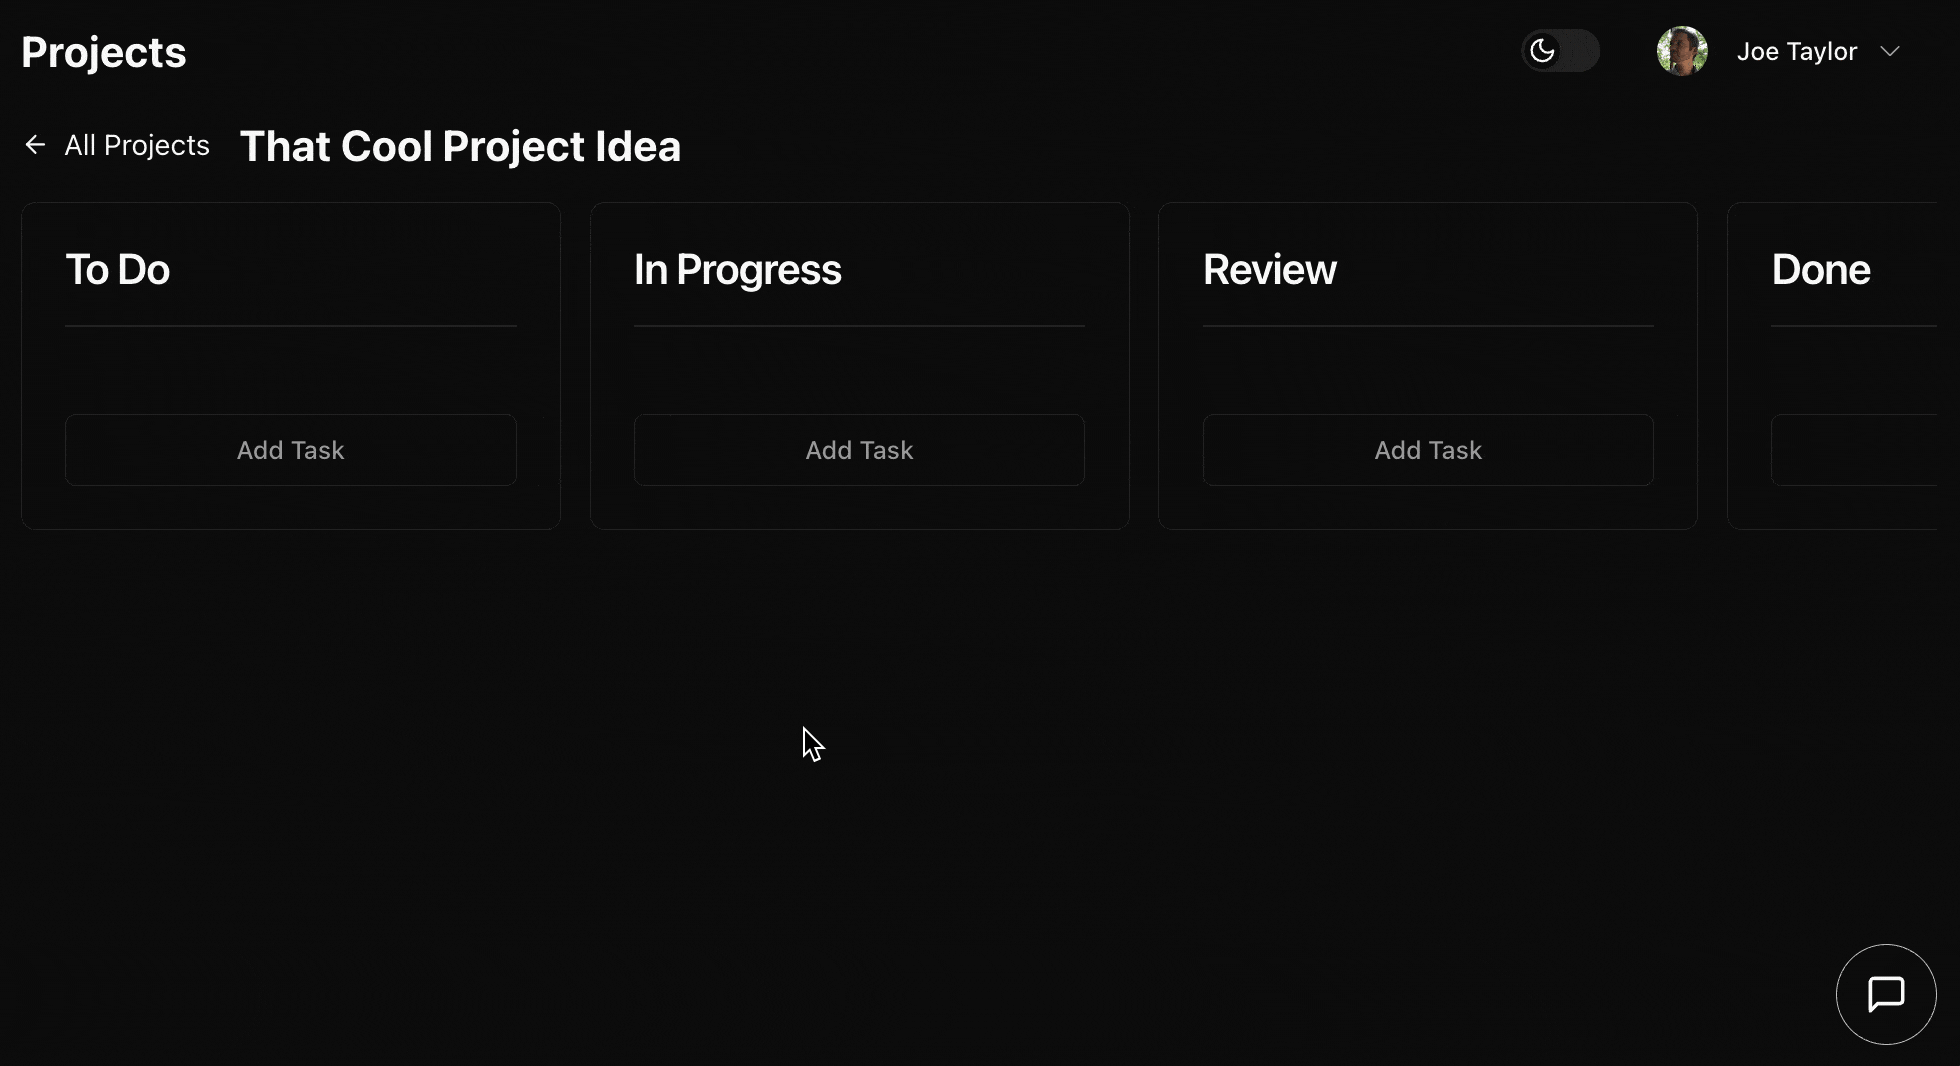 Projects
Joe Taylor
All Projects
That Cool Project Idea
To Do
In Progress
Review
Done
Add Task
Add Task
Add Task